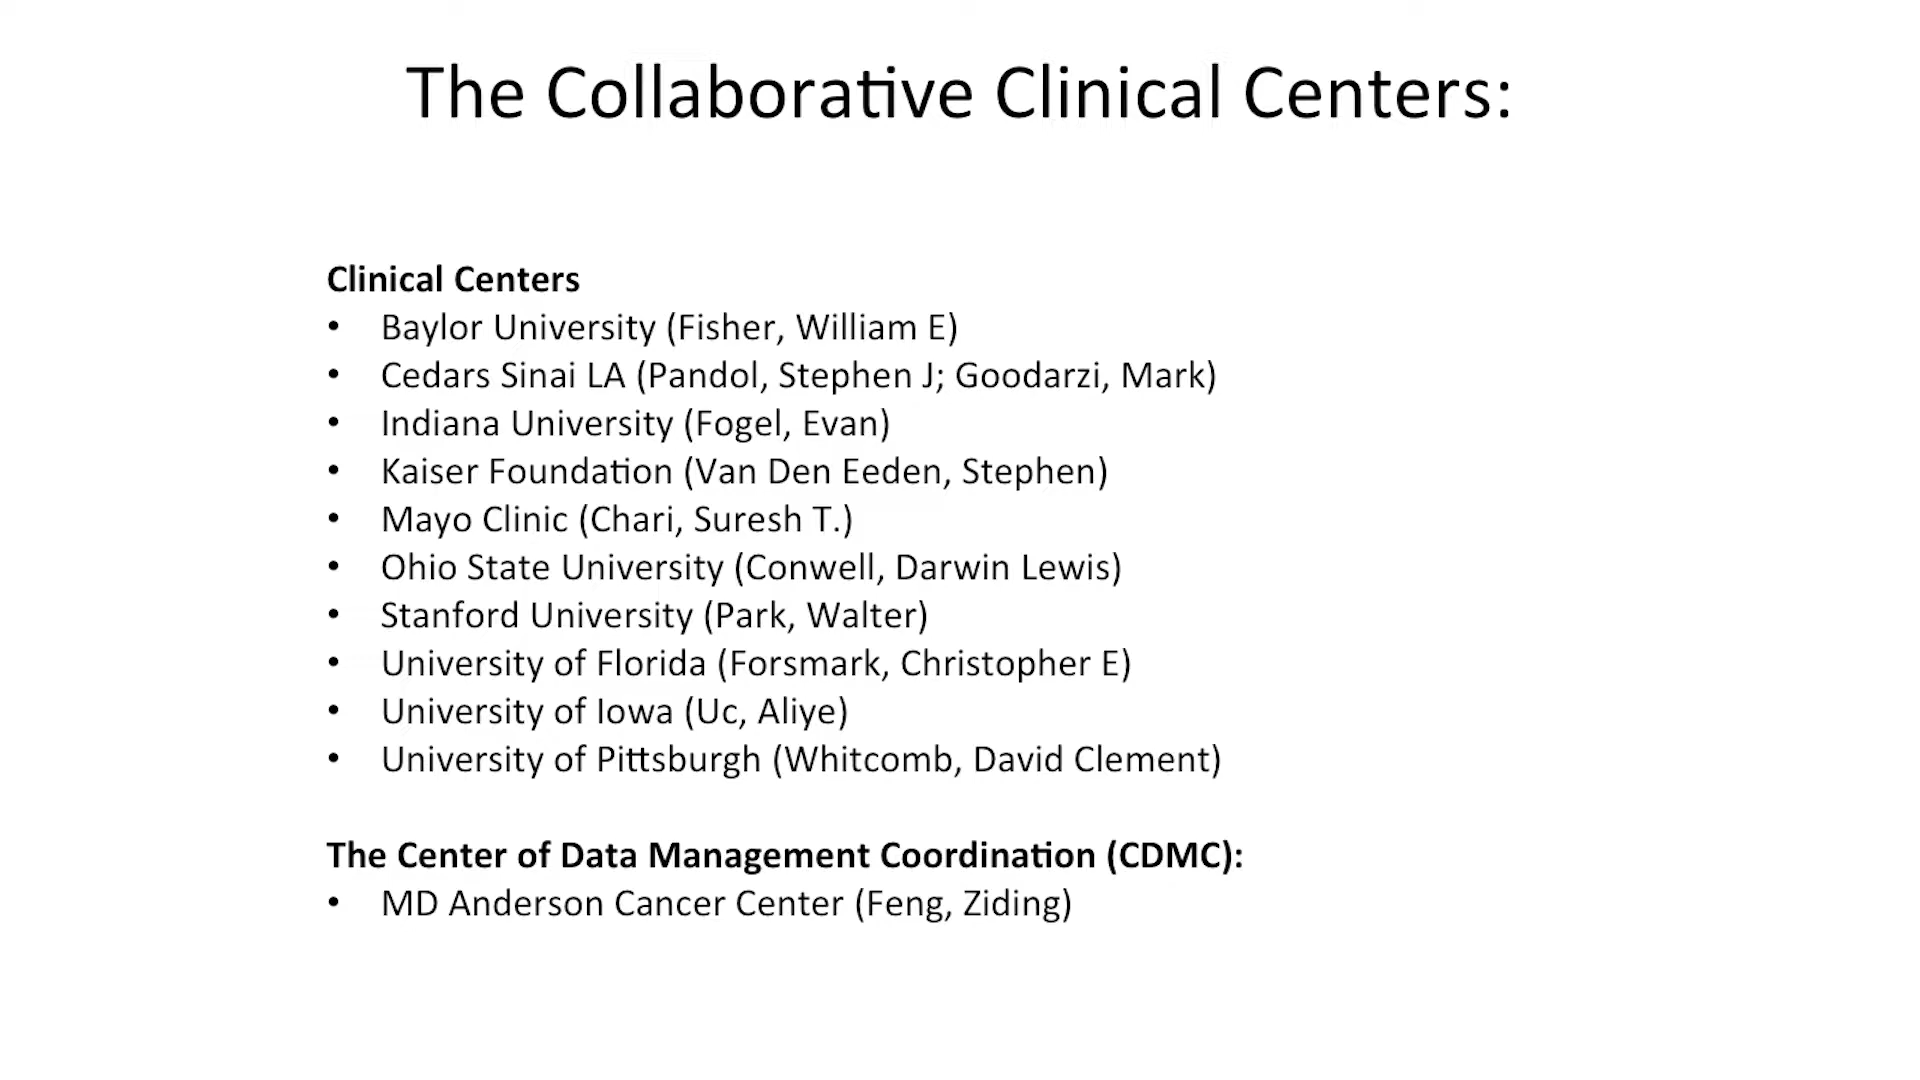 The Collaborative Clinical Centers:
Clinical Centers
• Baylor University (Fisher, William E)
• Cedars Sinai LA (Pandol, Stephen J; Goodarzi, Mark)
• Indiana University (Fogel, Evan)
• Kaiser Foundation (Van Den Eeden, Stephen)
• Mayo Clinic (Chari, Suresh T.)
• Ohio State University (Conwell, Darwin Lewis)
• Stanford University (Park, Walter)
• University of Florida (Forsmark, Christopher E)
• University of Iowa (Uc, Aliye)
• University of Pittsburgh (Whitcomb, David Clement)
The Center of Data Management Coordination (CDMC):
• MD Anderson Cancer Center (Feng, Ziding)